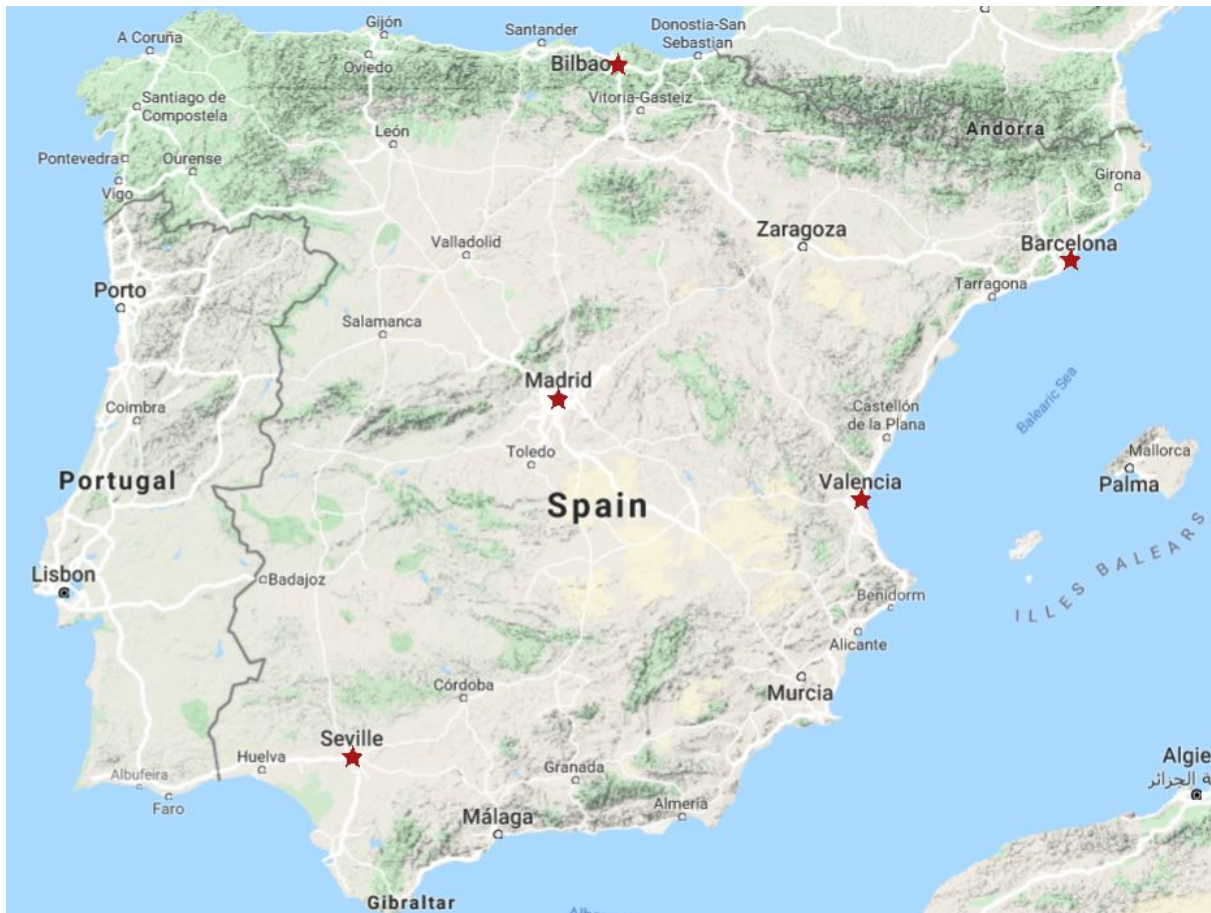 Gijón
Donostia-San
Sebastian
A Coruña
Santander
Oviedo
Bilbao
Vitoria-Gasteiz
Santiago de
Compostela
León
Andorra
Pontevedra
Ourense
Girona
Vigo
Valladolid
Zaragoza
Barcelona
Tarragona
Porto
Salamanca
Madrid
Balearic Sea
Coimbra
Castellón
de la Plana
Toledo
Mallorca
Portugal
Valencia
Palma
Spain
ILLES BALEARS
Lisbon
Badajoz
Benidorm
Alicante
Córdoba
Murcia
Seville
Huelva
Granada
Algie
ة الجزائر
Albufeira
Faro
Almería
Málaga
Gibraltar